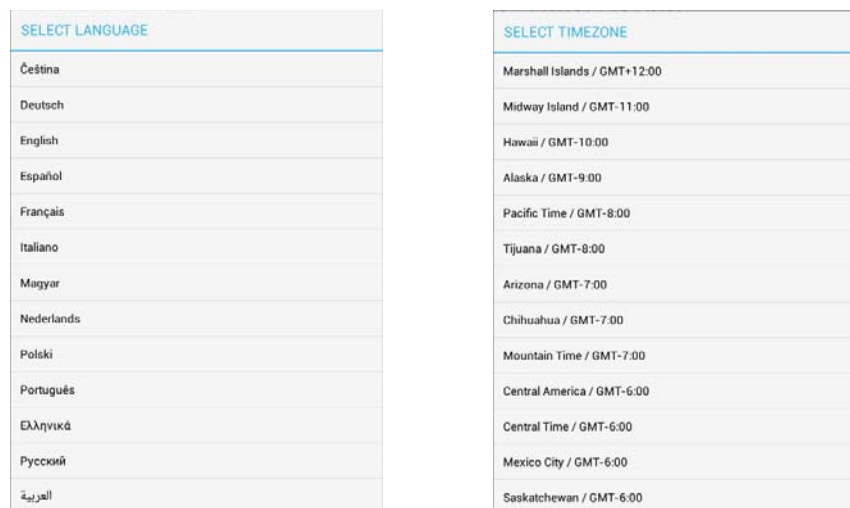 SELECT LANGUAGE
Čeština
Deutsch
English
Español
Français
Italiano
Magyar
Nederlands
Polski
Português
Ελληνικά
Русский
العربية
SELECT TIMEZONE
Marshall Islands / GMT+12:00
Midway Island / GMT-11:00
Hawaii / GMT-10:00
Alaska / GMT-9:00
Pacific Time / GMT-8:00
Tijuana / GMT-8:00
Arizona / GMT-7:00
Chihuahua / GMT-7:00
Mountain Time / GMT-7:00
Central America / GMT-6:00
Central Time / GMT-6:00
Mexico City / GMT-6:00
Saskatchewan / GMT-6:00